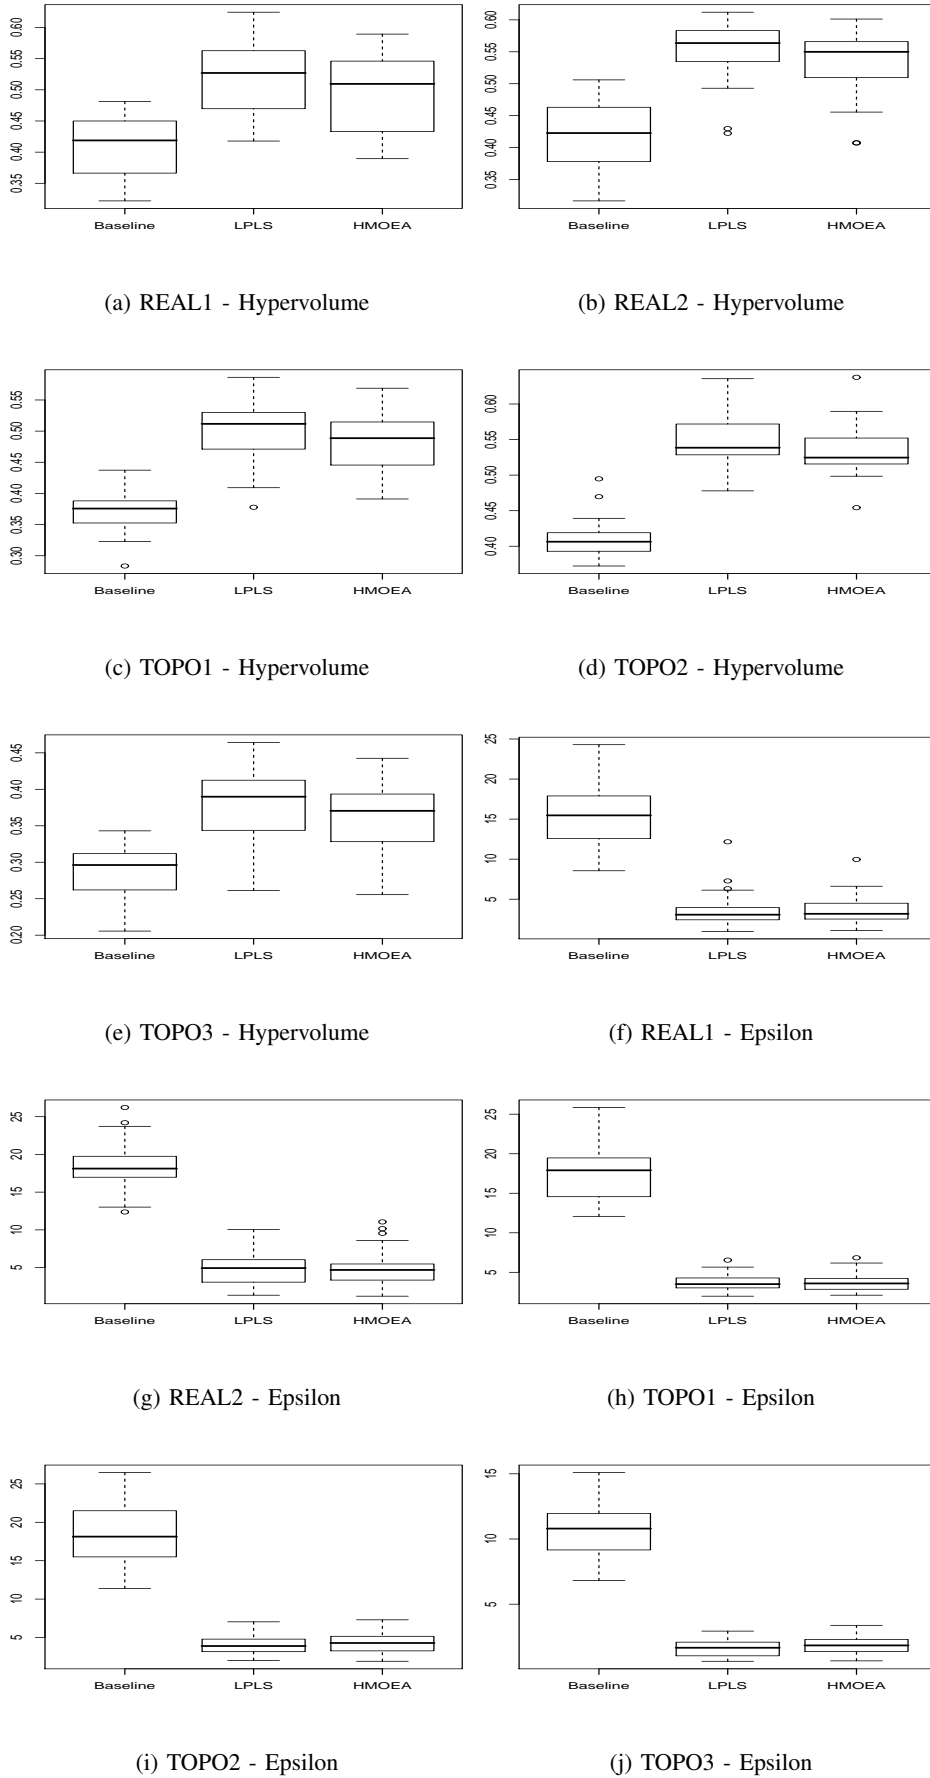 0.60
0.55
0.50
0.45
0.40
0.35
Baseline LPLS HMOEA
(a) REAL1 - Hypervolume
0.60
0.55
0.50
0.45
0.40
0.35
Baseline LPLS HMOEA
(b) REAL2 - Hypervolume
0.55
0.50
0.45
0.40
0.35
0.30
Baseline LPLS HMOEA
(c) TOPO1 - Hypervolume
0.60
0.55
0.50
0.45
0.40
Baseline LPLS HMOEA
(d) TOPO2 - Hypervolume
0.45
0.40
0.35
0.30
0.25
0.20
Baseline LPLS HMOEA
(e) TOPO3 - Hypervolume
25
20
15
10
5
Baseline LPLS HMOEA
(f) REAL1 - Epsilon
25
20
15
10
5
Baseline LPLS HMOEA
(g) REAL2 - Epsilon
25
20
15
10
5
Baseline LPLS HMOEA
(h) TOPO1 - Epsilon
25
20
15
10
5
Baseline LPLS HMOEA
(i) TOPO2 - Epsilon
15
10
5
Baseline LPLS HMOEA
(j) TOPO3 - Epsilon